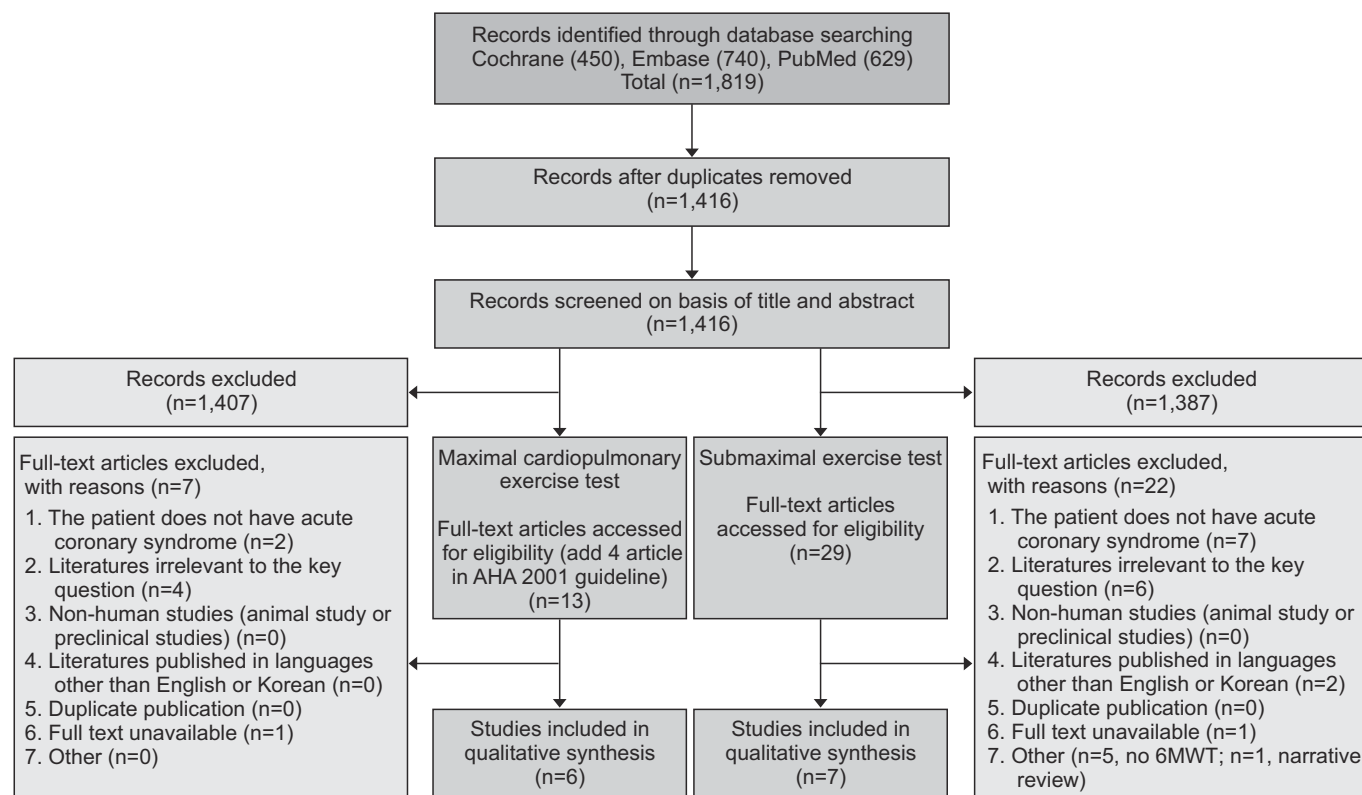 Records identified through database searching
Cochrane (450), Embase (740), PubMed (629)
Total (n=1,819)
Records after duplicates removed
(n=1,416)
Records screened on basis of title and abstract
(n=1,416)
Records excluded
(n=1,407)
Records excluded
(n=1,387)
Full-text articles excluded,
with reasons (n=7)
1. The patient does not have acute
coronary syndrome (n=2)
2. Literatures irrelevant to the key
question (n=4)
3. Non-human studies (animal study or
preclinical studies) (n=0)
4. Literatures published in languages
other than English or Korean (n=0)
5. Duplicate publication (n=0)
6. Full text unavailable (n=1)
7. Other (n=0)
Maximal cardiopulmonary
exercise test
Full-text articles accessed
for eligibility (add 4 article
in AHA 2001 guideline)
(n=13)
Submaximal exercise test
Full-text articles
accessed for eligibility
(n=29)
Full-text articles excluded,
with reasons (n=22)
1. The patient does not have acute
coronary syndrome (n=7)
2. Literatures irrelevant to the key
question (n=6)
3. Non-human studies (animal study or
preclinical studies) (n=0)
4. Literatures published in languages
other than English or Korean (n=2)
5. Duplicate publication (n=0)
6. Full text unavailable (n=1)
7. Other (n=5, no 6MWT; n=1, narrative
review)
Studies included in
qualitative synthesis
(n=6)
Studies included in
qualitative synthesis
(n=7)